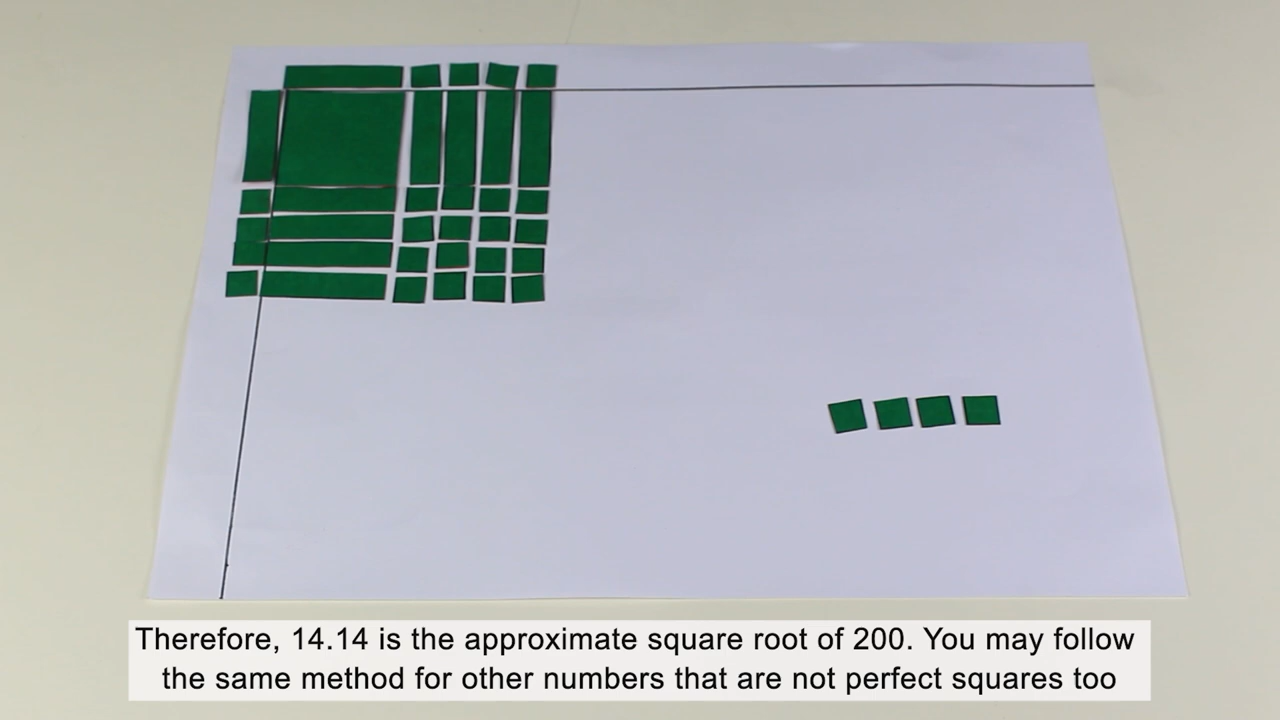 Therefore, 14.14 is the approximate square root of 200. You may follow
the same method for other numbers that are not perfect squares too